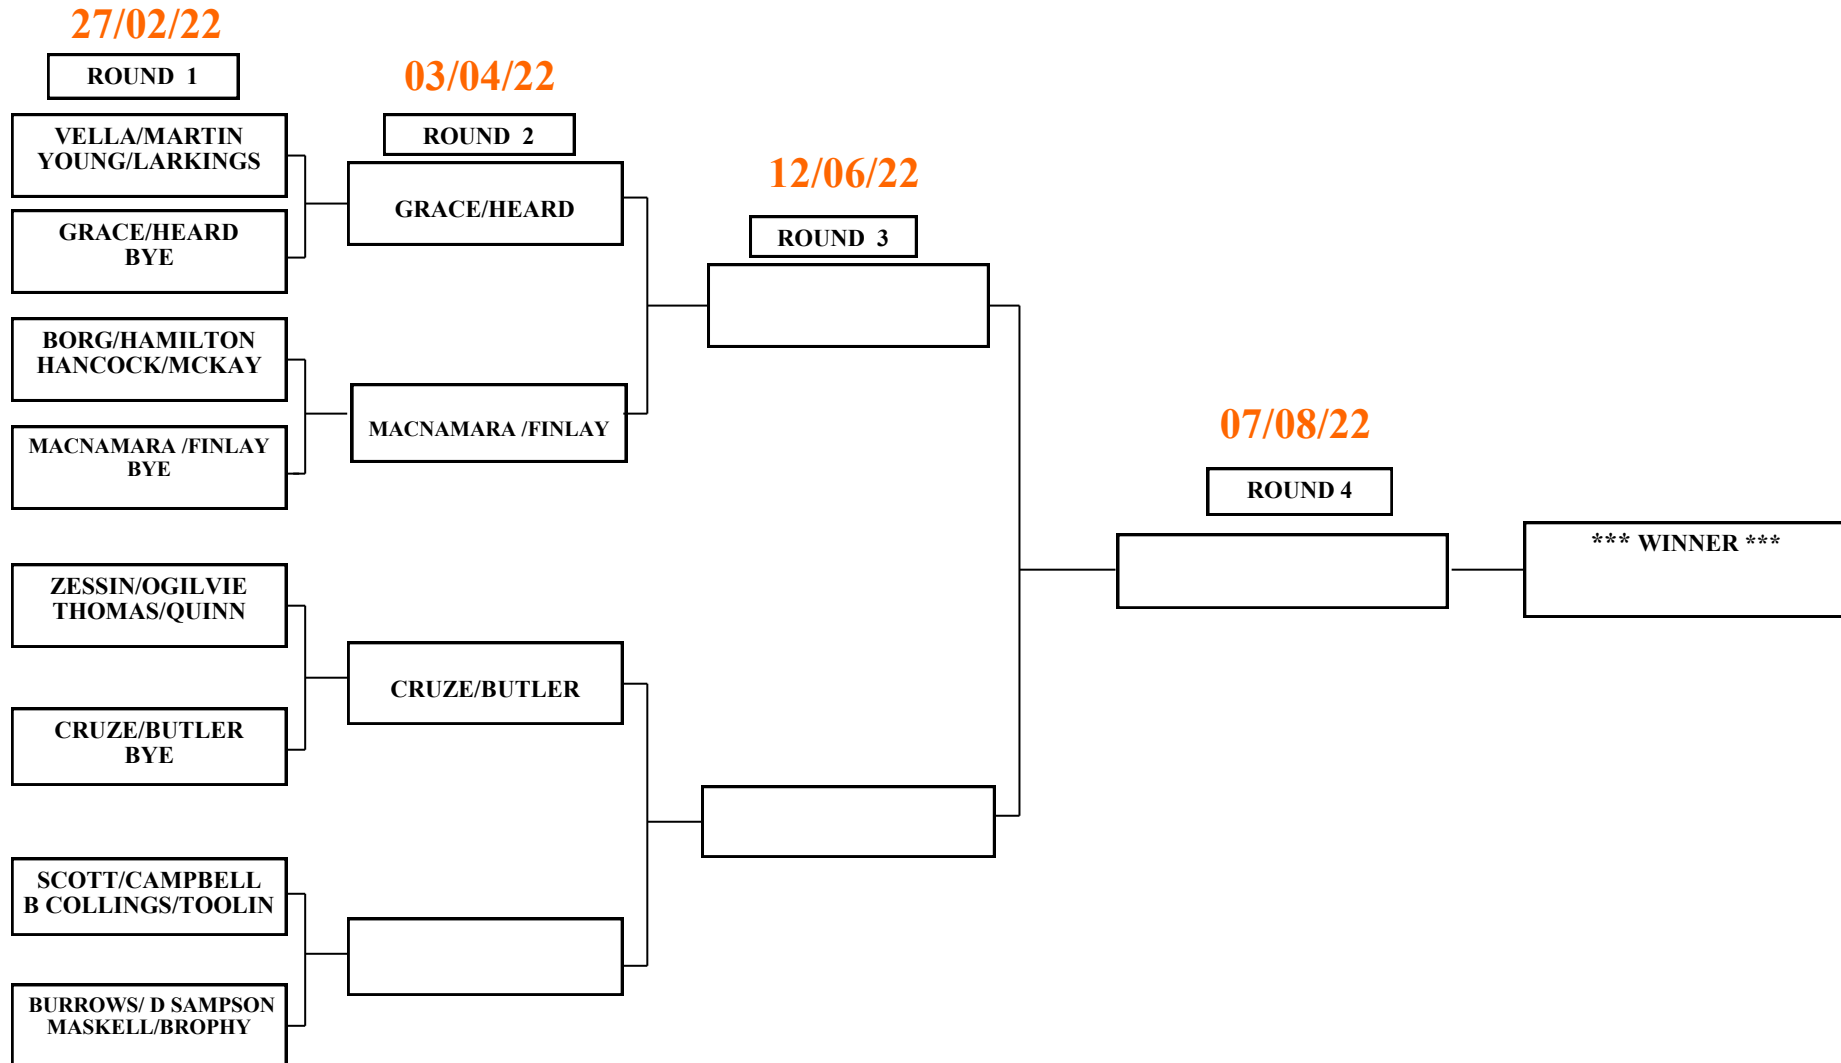 27/02/22
ROUND 1
VELLA/MARTIN
YOUNG/LARKINGS
GRACE/HEARD
BYE
BORG/HAMILTON
HANCOCK/MCKAY
MACNAMARA /FINLAY
BYE
ZESSIN/OGILVIE
THOMAS/QUINN
CRUZE/BUTLER
BYE
SCOTT/CAMPBELL
B COLLINGS/TOOLIN
BURROWS/ D SAMPSON
MASKELL/BROPHY
03/04/22
ROUND 2
GRACE/HEARD
MACNAMARA /FINLAY
CRUZE/BUTLER
12/06/22
ROUND 3
07/08/22
ROUND 4
*** WINNER ***